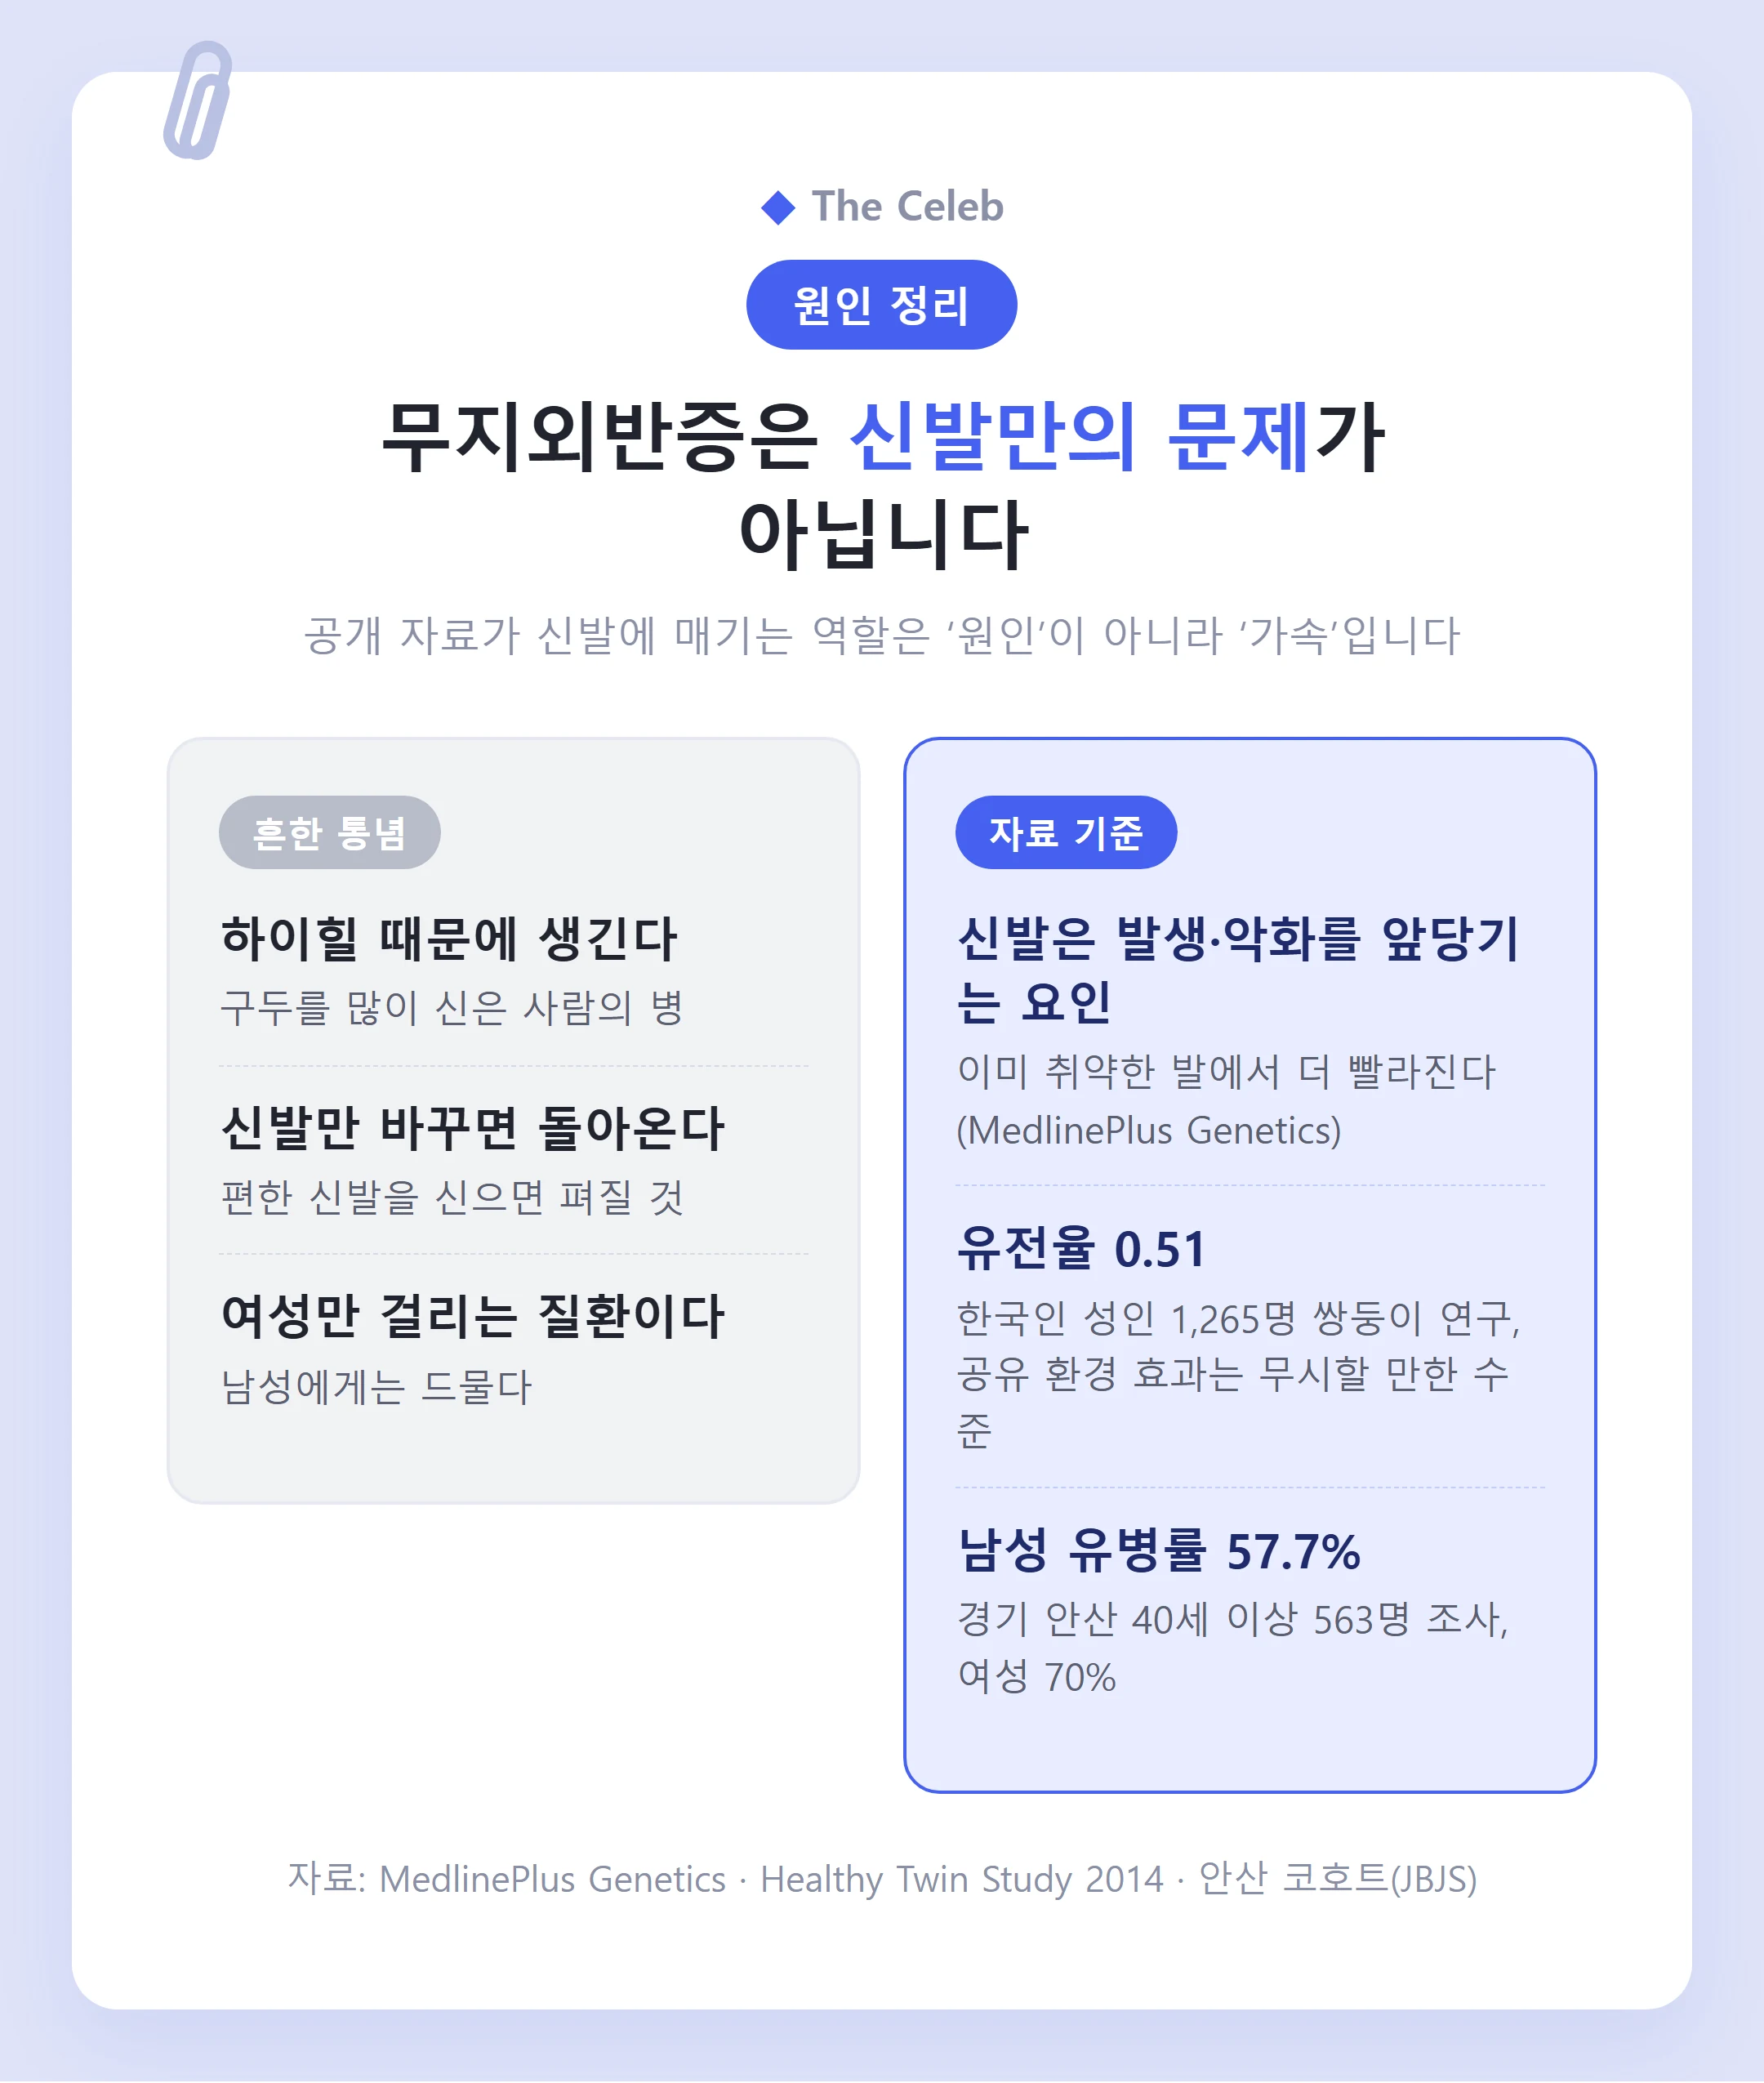 The Celeb
원인 정리
무지외반증은 신발만의 문제가
아닙니다
공개 자료가 신발에 매기는 역할은 ‘원인’이 아니라 ‘가속’입니다
흔한 통념
하이힐 때문에 생긴다
구두를 많이 신은 사람의 병
신발만 바꾸면 돌아온다
편한 신발을 신으면 펴질 것
여성만 걸리는 질환이다
남성에게는 드물다
자료 기준
신발은 발생·악화를 앞당기
는 요인
이미 취약한 발에서 더 빨라진다
(MedlinePlus Genetics)
유전율 0.51
한국인 성인 1,265명 쌍둥이 연구,
공유 환경 효과는 무시할 만한 수
준
남성 유병률 57.7%
경기 안산 40세 이상 563명 조사,
여성 70%
자료: MedlinePlus Genetics · Healthy Twin Study 2014 · 안산 코호트(JBJS)